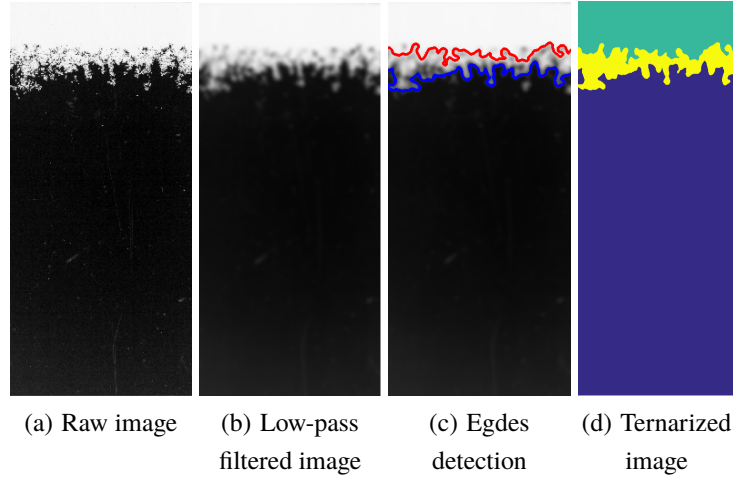 (a) Raw image
(b) Low-pass
filtered image
(c) Egdes
detection
(d) Ternarized
image